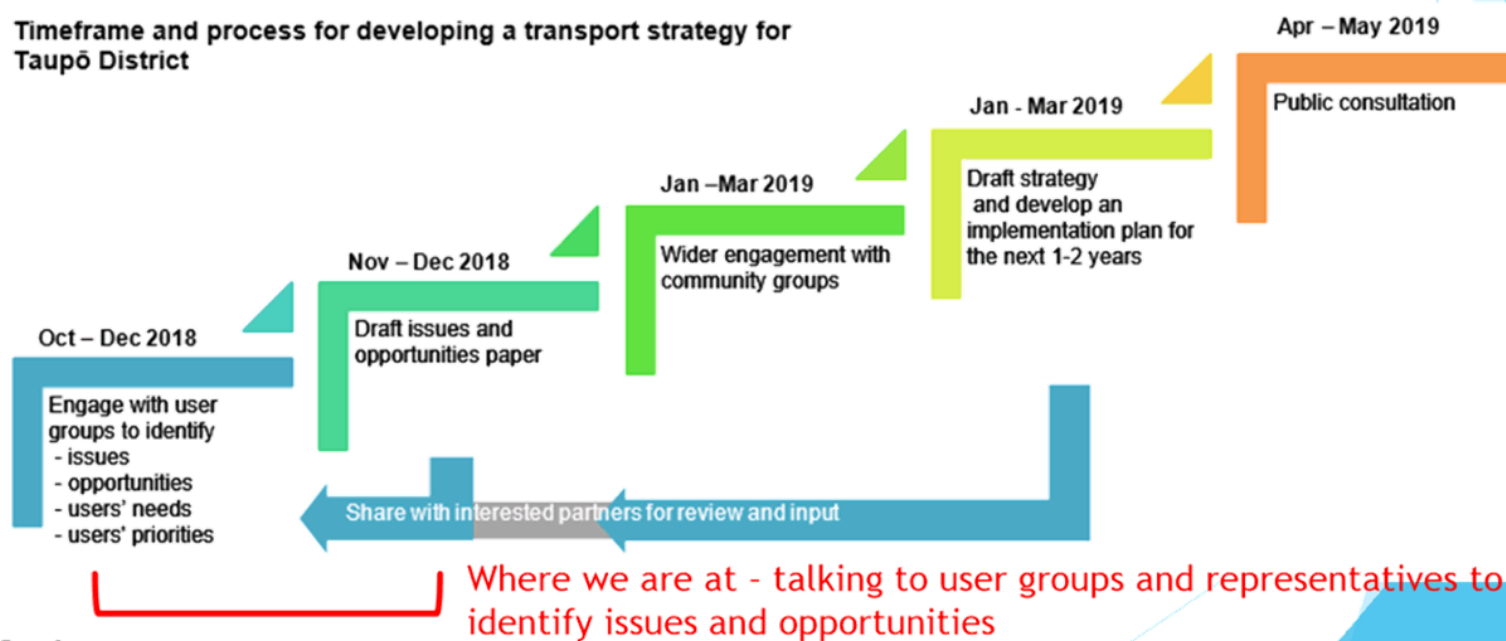 Timeframe and process for developing a transport strategy for
Taupō District
Oct – Dec 2018
Engage with user
groups to identify
- issues
- opportunities
- users' needs
- users' priorities
Nov – Dec 2018
Draft issues and
opportunities paper
Jan –Mar 2019
Wider engagement with
community groups
Jan - Mar 2019
Draft strategy
and develop an
implementation plan for
the next 1-2 years
Apr – May 2019
Public consultation
Share with interested partners for review and input
Where we are at - talking to user groups and representatives to
identify issues and opportunities